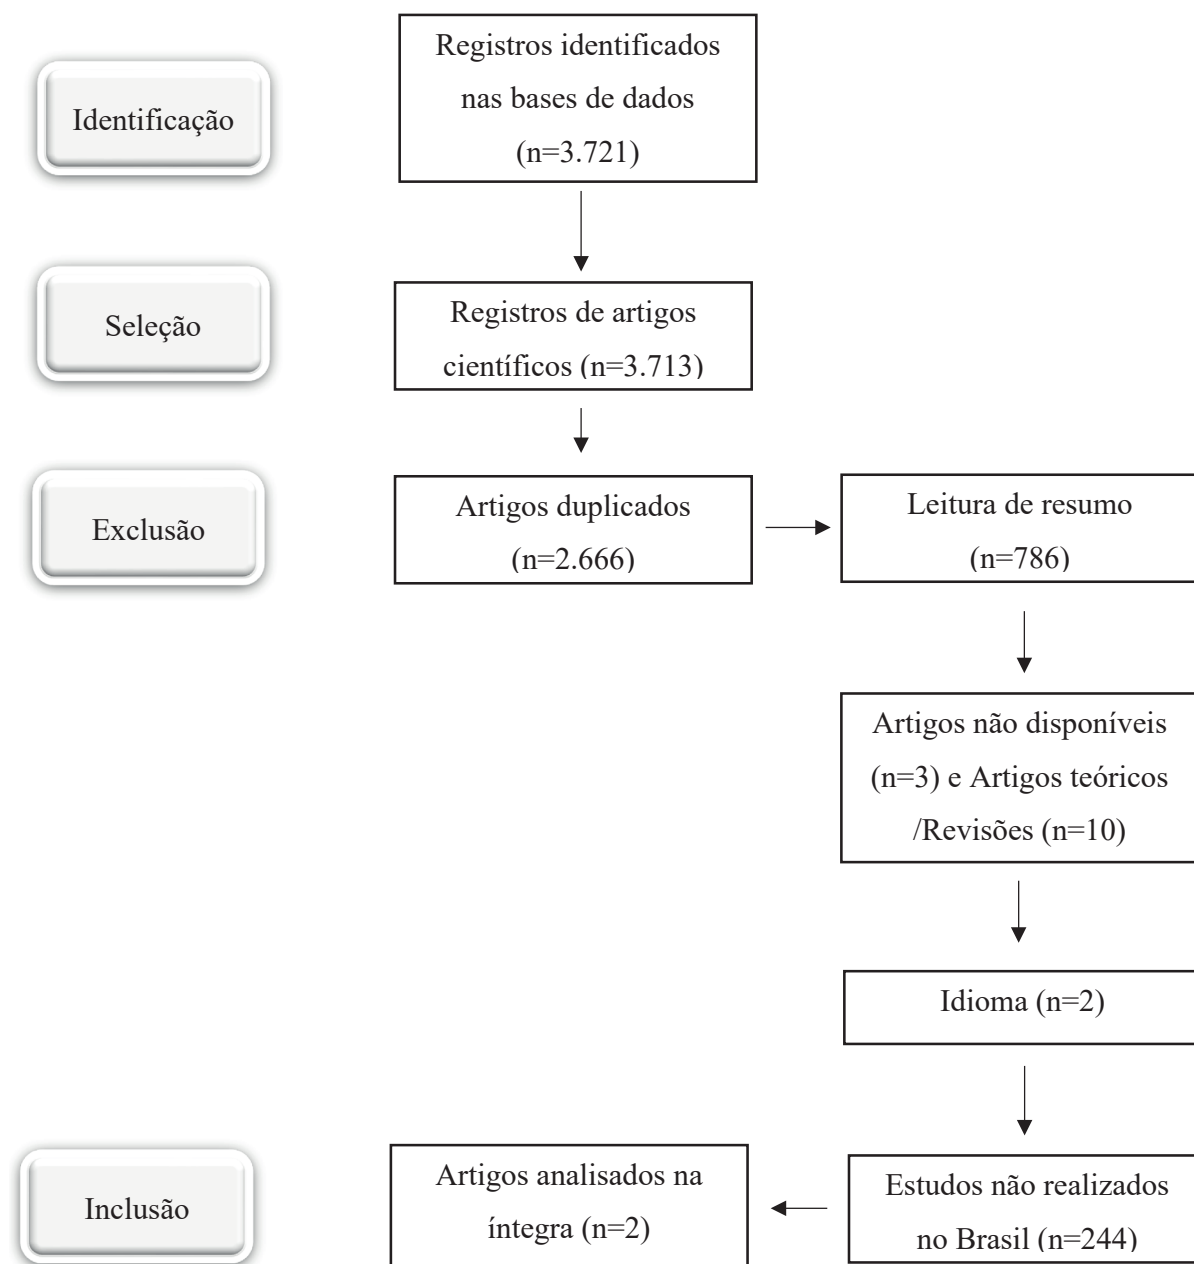 Identificação
Registros identificados
nas bases de dados
(n=3.721)
Seleção
Registros de artigos
científicos (n=3.713)
Exclusão
Artigos duplicados
(n=2.666)
Leitura de resumo
(n=786)
Artigos não disponíveis
(n=3) e Artigos teóricos
/Revisões (n=10)
Idioma (n=2)
Inclusão
Artigos analisados na
íntegra (n=2)
Estudos não realizados
no Brasil (n=244)